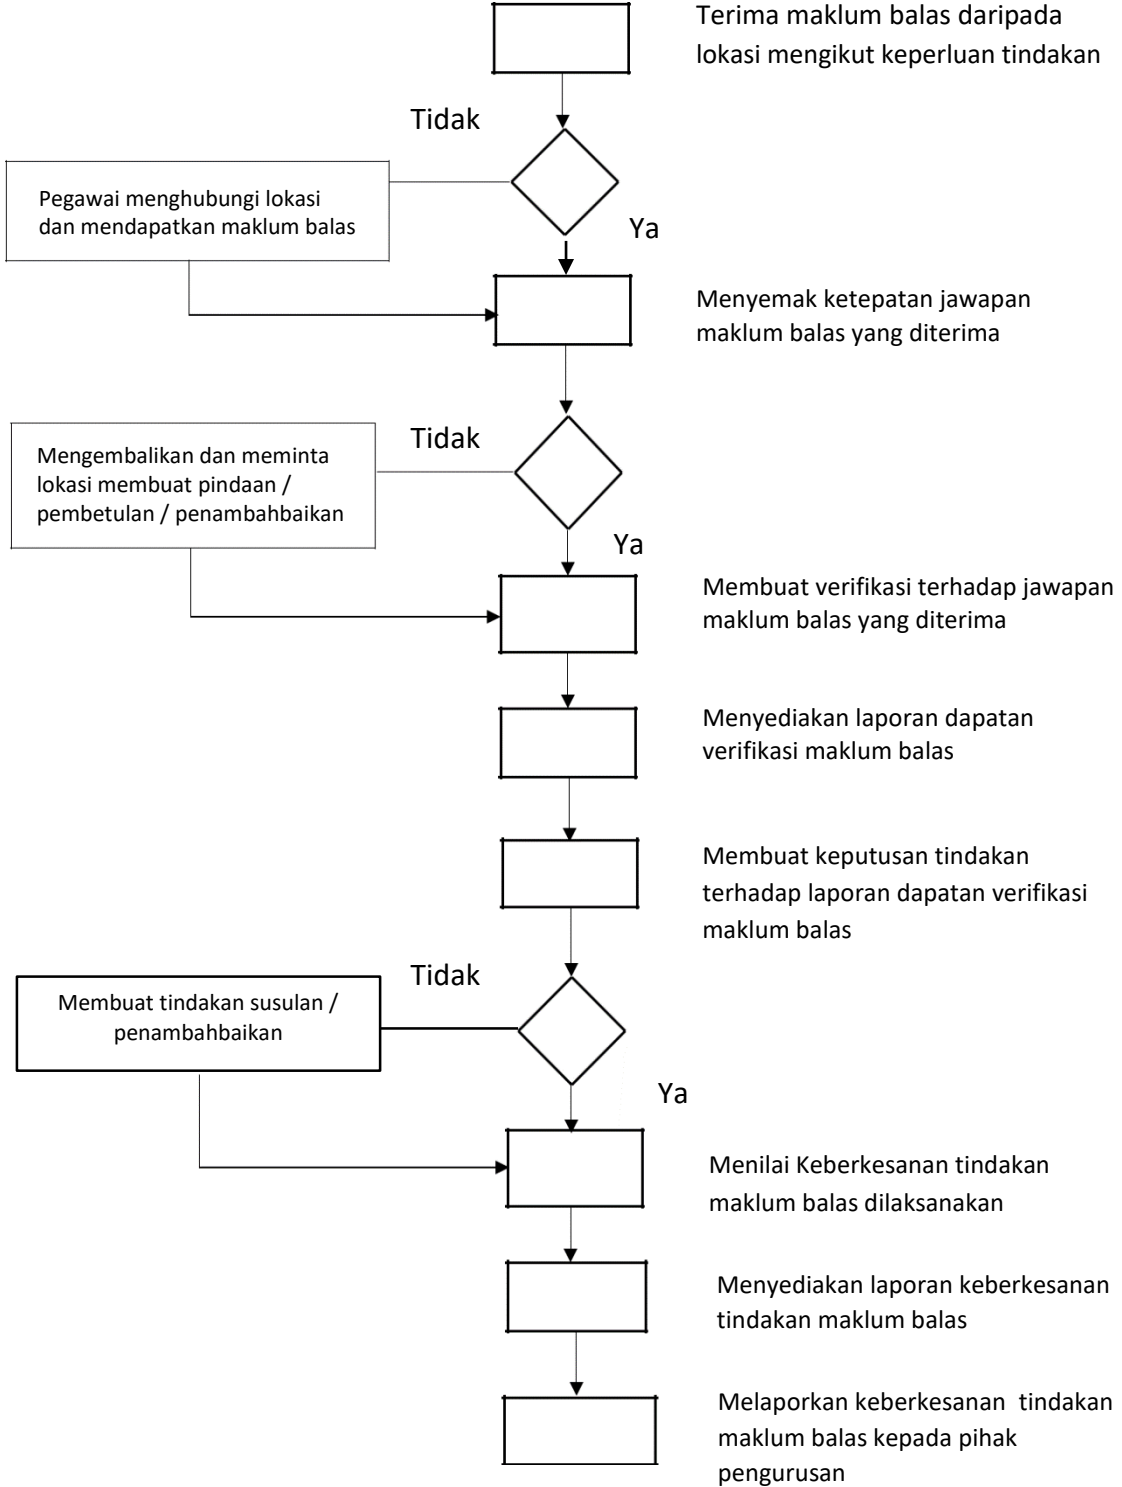 Terima maklum balas daripada
lokasi mengikut keperluan tindakan
Tidak
Pegawai menghubungi lokasi
dan mendapatkan maklum balas
Ya
Menyemak ketepatan jawapan
maklum balas yang diterima
Tidak
Mengembalikan dan meminta
lokasi membuat pindaan /
pembetulan / penambahbaikan
Ya
Membuat verifikasi terhadap jawapan
maklum balas yang diterima
Menyediakan laporan dapatan
verifikasi maklum balas
Membuat keputusan tindakan
terhadap laporan dapatan verifikasi
maklum balas
Tidak
Membuat tindakan susulan /
penambahbaikan
Ya
Menilai Keberkesanan tindakan
maklum balas dilaksanakan
Menyediakan laporan keberkesanan
tindakan maklum balas
Melaporkan keberkesanan  tindakan
maklum balas kepada pihak
pengurusan